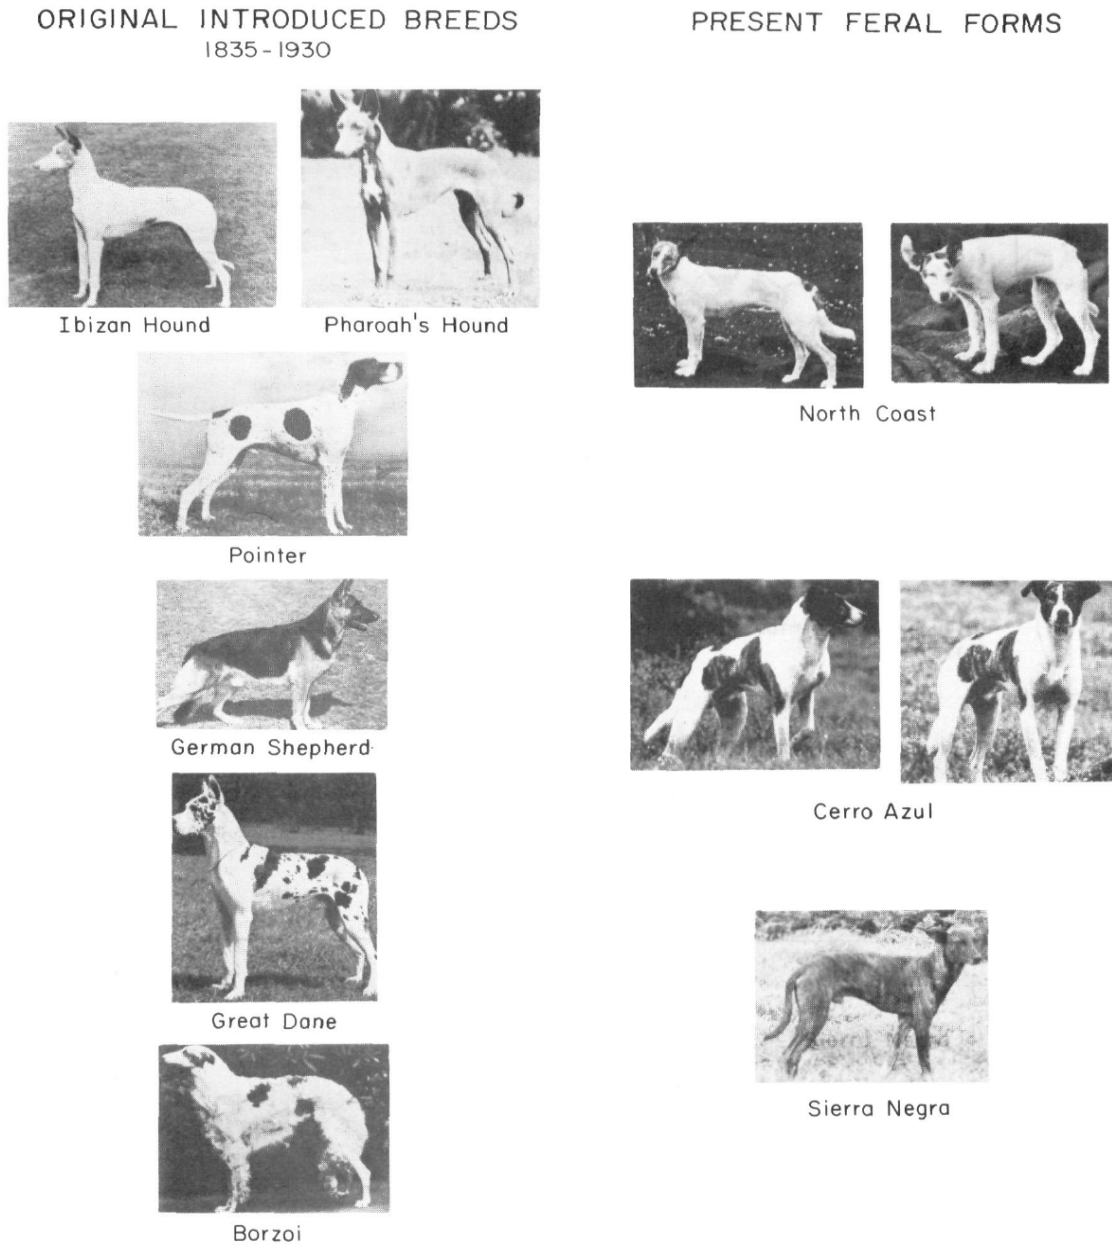 ORIGINAL INTRODUCED BREEDS
1835-1930
PRESENT FERAL FORMS
Ibizan Hound
Pharoah's Hound
North Coast
Pointer
German Shepherd
Cerro Azul
Great Dane
Sierra Negra
Borzoi